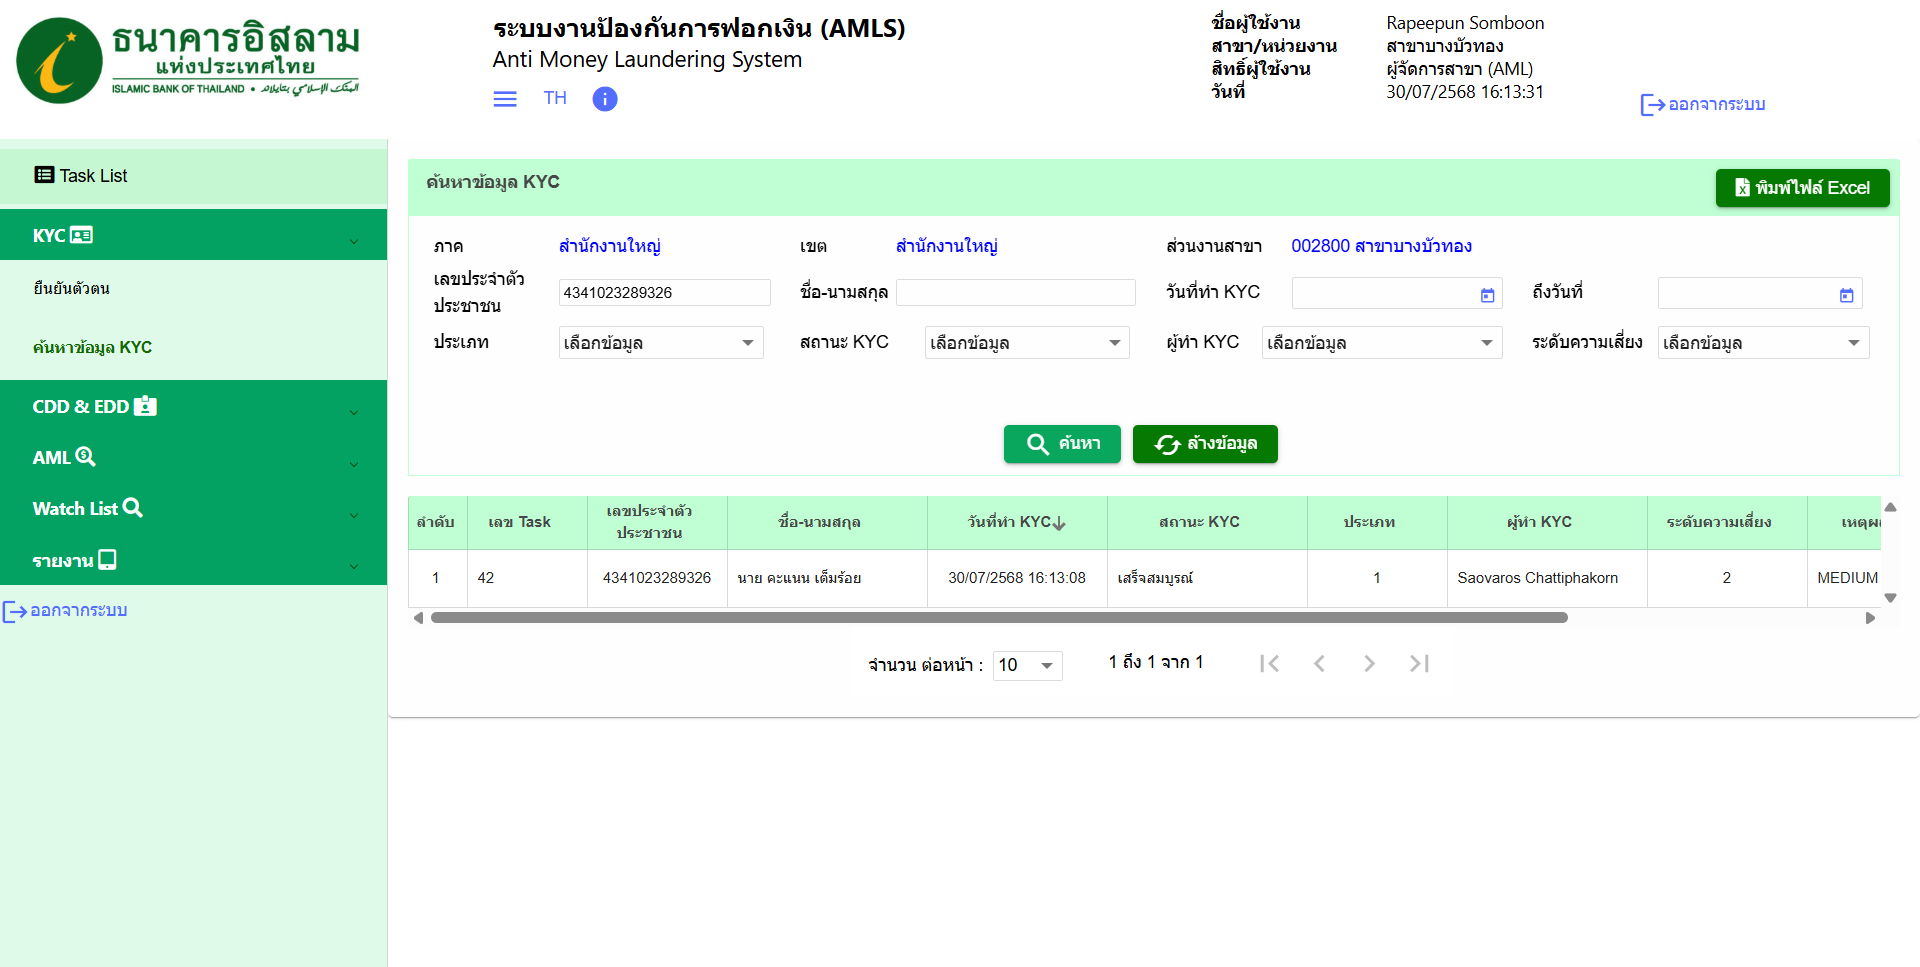 ธนาคารอิสลาม
แห่งประเทศไทย
ISLAMIC BANK OF THAILAND •
ระบบงานป้องกันการฟอกเงิน (AMLS)
Anti Money Laundering System
TH
ชื่อผู้ใช้งาน Rapeepun Somboon
สาขา/หน่วยงาน สาขาบางบัวทอง
สิทธิ์ผู้ใช้งาน ผู้จัดการสาขา (AML)
วันที่ 30/07/2568 16:13:31
ออกจากระบบ
Task List
KYC
ยืนยันตัวตน
ค้นหาข้อมูล KYC
CDD & EDD
AML
Watch List
รายงาน
ออกจากระบบ
ค้นหาข้อมูล KYC
พิมพ์ไฟล์ Excel
ภาค สำนักงานใหญ่ เขต สำนักงานใหญ่ ส่วนงานสาขา 002800 สาขาบางบัวทอง
เลขประจำตัว
ประชาชน 4341023289326 ชื่อ-นามสกุล วันที่ทำ KYC ถึงวันที่
ประเภท เลือกข้อมูล สถานะ KYC เลือกข้อมูล ผู้ทำ KYC เลือกข้อมูล ระดับความเสี่ยง เลือกข้อมูล
ค้นหา ล้างข้อมูล
ลำดับ เลข Task เลขประจำตัว
ประชาชน ชื่อ-นามสกุล วันที่ทำ KYC สถานะ KYC ประเภท ผู้ทำ KYC ระดับความเสี่ยง
1 42 4341023289326 นาย คะแนน เต็มร้อย 30/07/2568 16:13:08 เสร็จสมบูรณ์ 1 Saovaros Chattiphakorn 2 MEDIUM
จำนวน ต่อหน้า : 10 1 ถึง 1 จาก 1